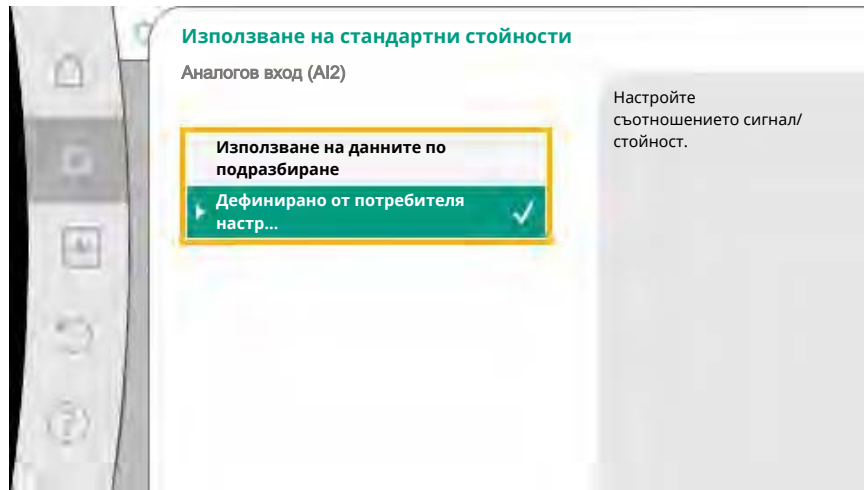 Използване на стандартни стойности
Аналогов вход (AI2)
Използване на данните по
подразбиране
Дефинирано от потребителя
настр...
Настройте
съотношението сигнал/
стойност.